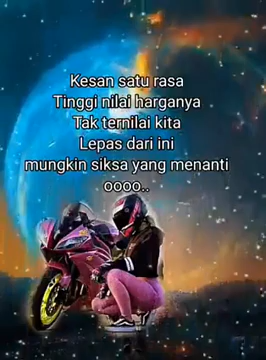 Kesan satu rasa
Tinggi nilai harganya
Tak ternilai kita
Lepas dari ini
mungkin siksa yang menanti
oooo..